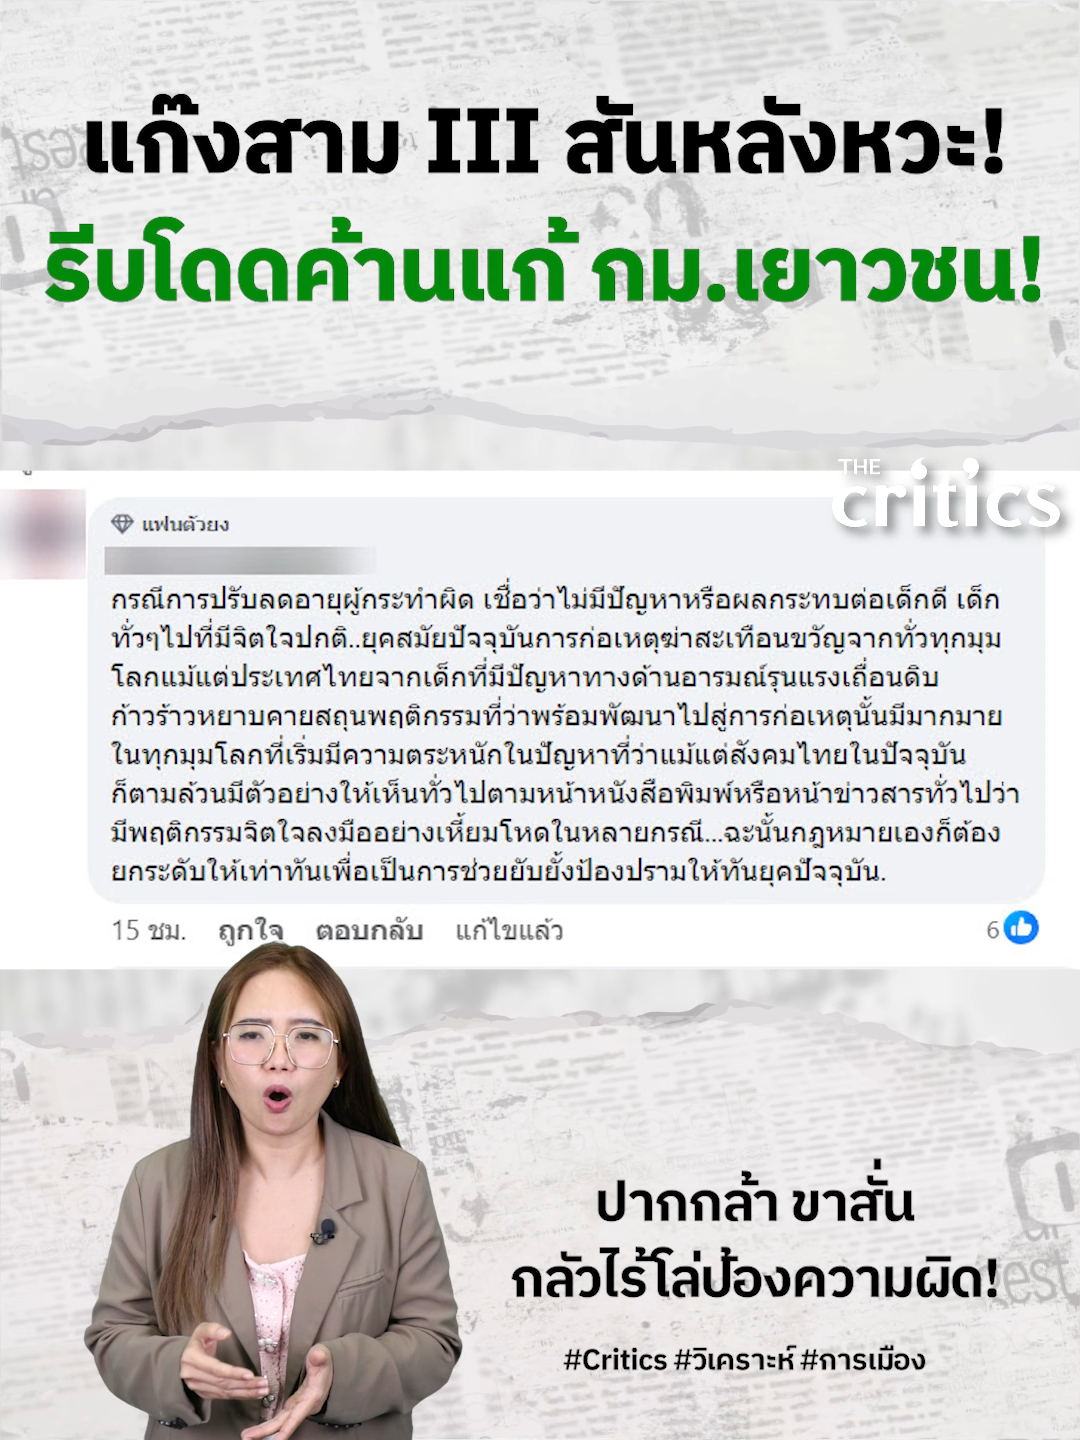 แก๊งสาม III สันหลังหวะ!
รีบโดดค้านแก้ กม.เยาวชน!
THE
critics
แฟนตัวยง
กรณีการปรับลดอายุผู้กระทำผิด เชื่อว่าไม่มีปัญหาหรือผลกระทบต่อเด็กดี เด็ก
ทั่วๆไปที่มีจิตใจปกติ..ยุคสมัยปัจจุบันการก่อเหตุฆ่าสะเทือนขวัญจากทั่วทุกมุม
โลกแม้แต่ประเทศไทยจากเด็กที่มีปัญหาทางด้านอารมณ์รุนแรงเถื่อนดิบ
ก้าวร้าวหยาบคายสถุนพฤติกรรมที่ว่าพร้อมพัฒนาไปสู่การก่อเหตุนั้นมีมากมาย
ในทุกมุมโลกที่เริ่มมีความตระหนักในปัญหาที่ว่าแม้แต่สังคมไทยในปัจจุบัน
ก็ตามล้วนมีตัวอย่างให้เห็นทั่วไปตามหน้าหนังสือพิมพ์หรือหน้าข่าวสารทั่วไปว่า
มีพฤติกรรมจิตใจลงมืออย่างเหี้ยมโหดในหลายกรณี...ฉะนั้นกฎหมายเองก็ต้อง
ยกระดับให้เท่าทันเพื่อเป็นการช่วยยับยั้งป้องปรามให้ทันยุคปัจจุบัน.
15 ชม. ถูกใจ ตอบกลับ แก้ไขแล้ว 6
ปากกล้า ขาสั่น
กลัวไร้โล่ป้องความผิด!
#Critics #วิเคราะห์ #การเมือง